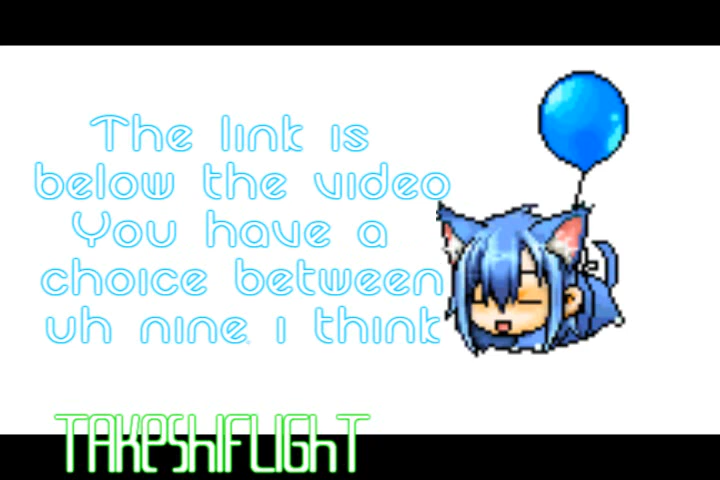 The link is
below the video
You have a
choice between
uh nine. i think
TAKESHIFLIGhT